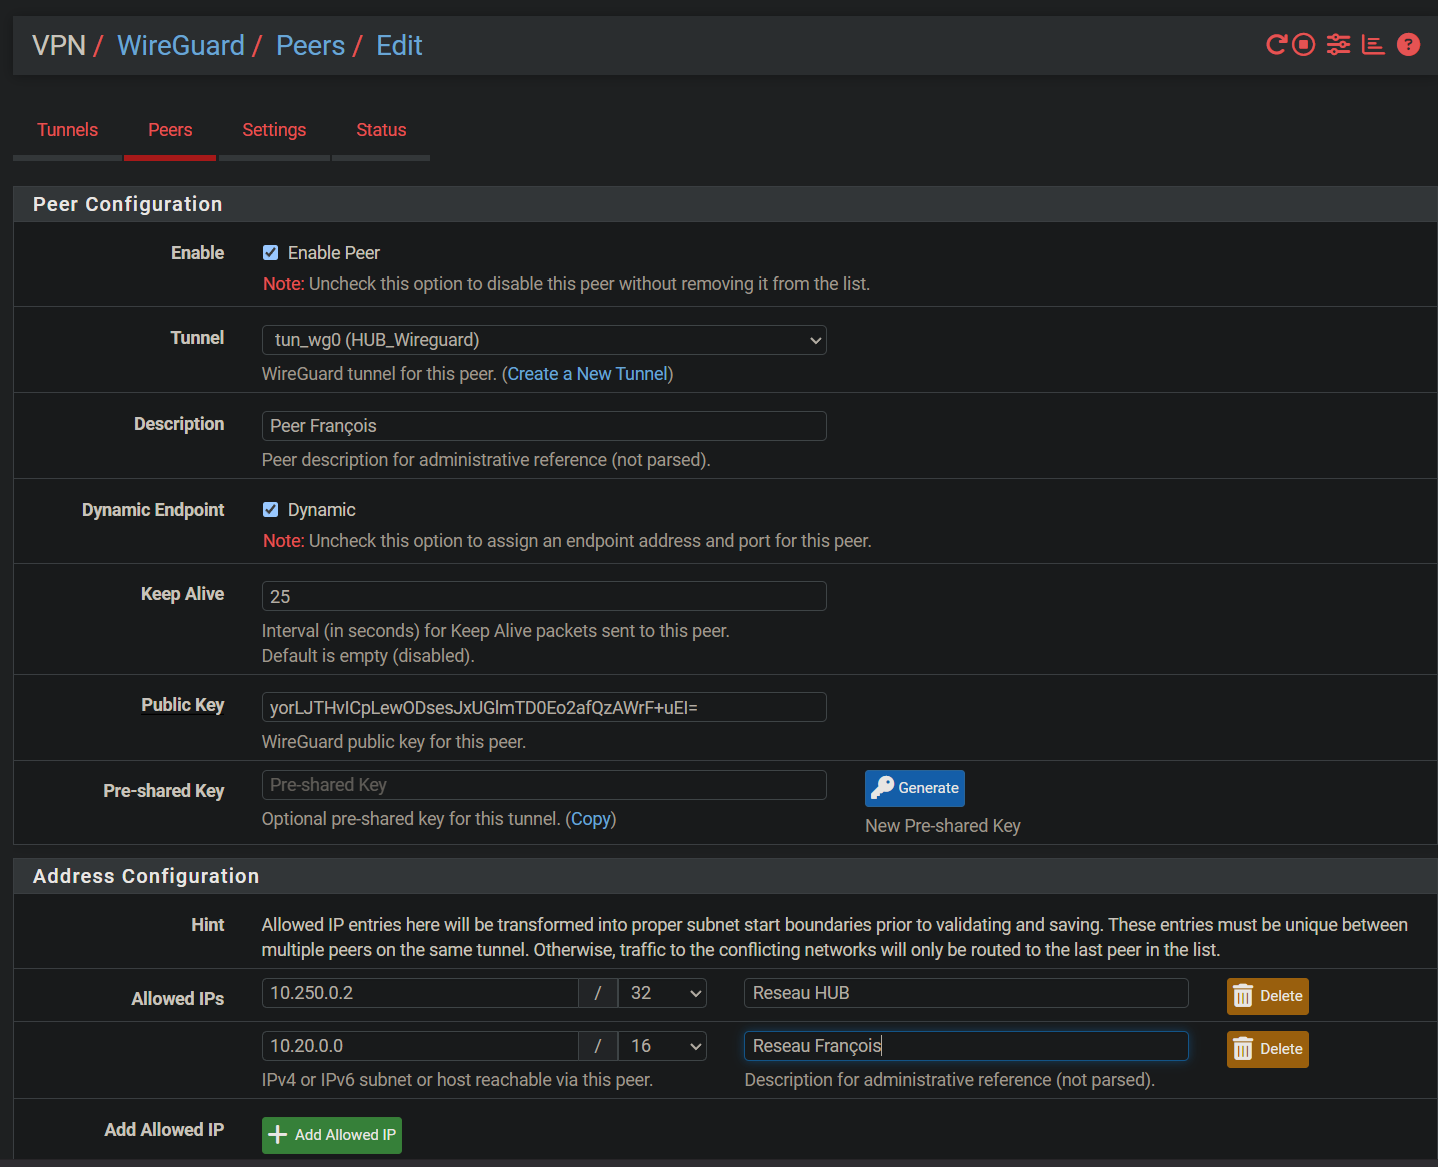 VPN / WireGuard / Peers / Edit
Tunnels Peers Settings Status
Peer Configuration
Enable Enable Peer
Note: Uncheck this option to disable this peer without removing it from the list.
Tunnel tun_wg0 (HUB_Wireguard)
WireGuard tunnel for this peer. (Create a New Tunnel)
Description Peer François
Peer description for administrative reference (not parsed).
Dynamic Endpoint Dynamic
Note: Uncheck this option to assign an endpoint address and port for this peer.
Keep Alive 25
Interval (in seconds) for Keep Alive packets sent to this peer.
Default is empty (disabled).
Public Key yorLJTHvICpLewODsesJxUGlmTD0Eo2afQzAWrF+uEI=
WireGuard public key for this peer.
Pre-shared Key Pre-shared Key Generate
Optional pre-shared key for this tunnel. (Copy) New Pre-shared Key
Address Configuration
Hint Allowed IP entries here will be transformed into proper subnet start boundaries prior to validating and saving. These entries must be unique between
multiple peers on the same tunnel. Otherwise, traffic to the conflicting networks will only be routed to the last peer in the list.
Allowed IPs 10.250.0.2 / 32 Reseau HUB Delete
10.20.0.0 / 16 Reseau François Delete
IPv4 or IPv6 subnet or host reachable via this peer. Description for administrative reference (not parsed).
Add Allowed IP Add Allowed IP